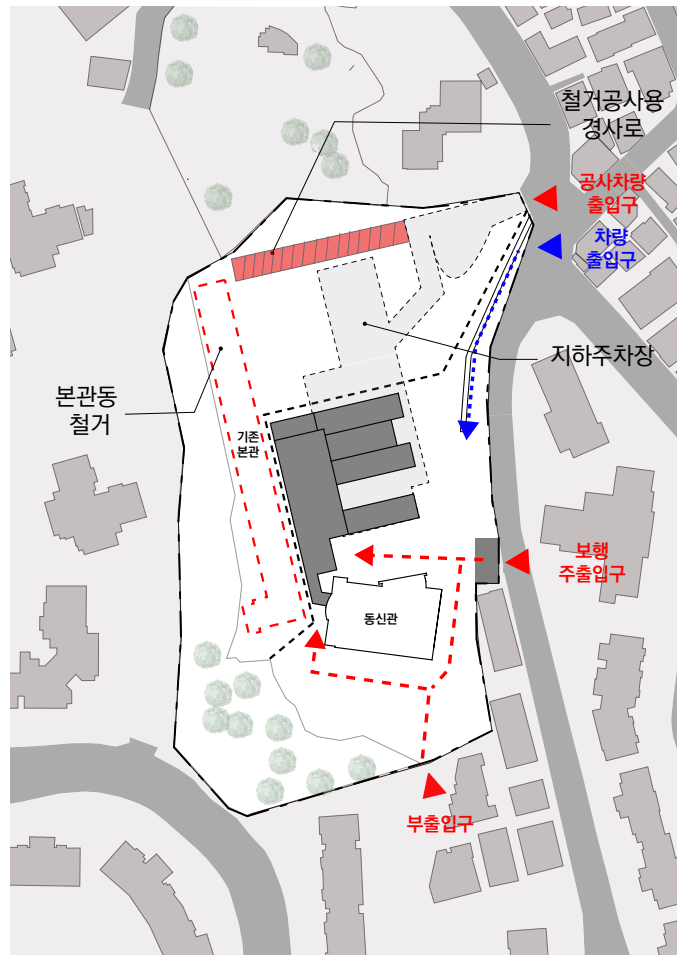 철거공사용
경사로
공사차량
출입구
차량
출입구
지하주차장
본관동
철거
기존
본관
보행
주출입구
동신관
부출입구